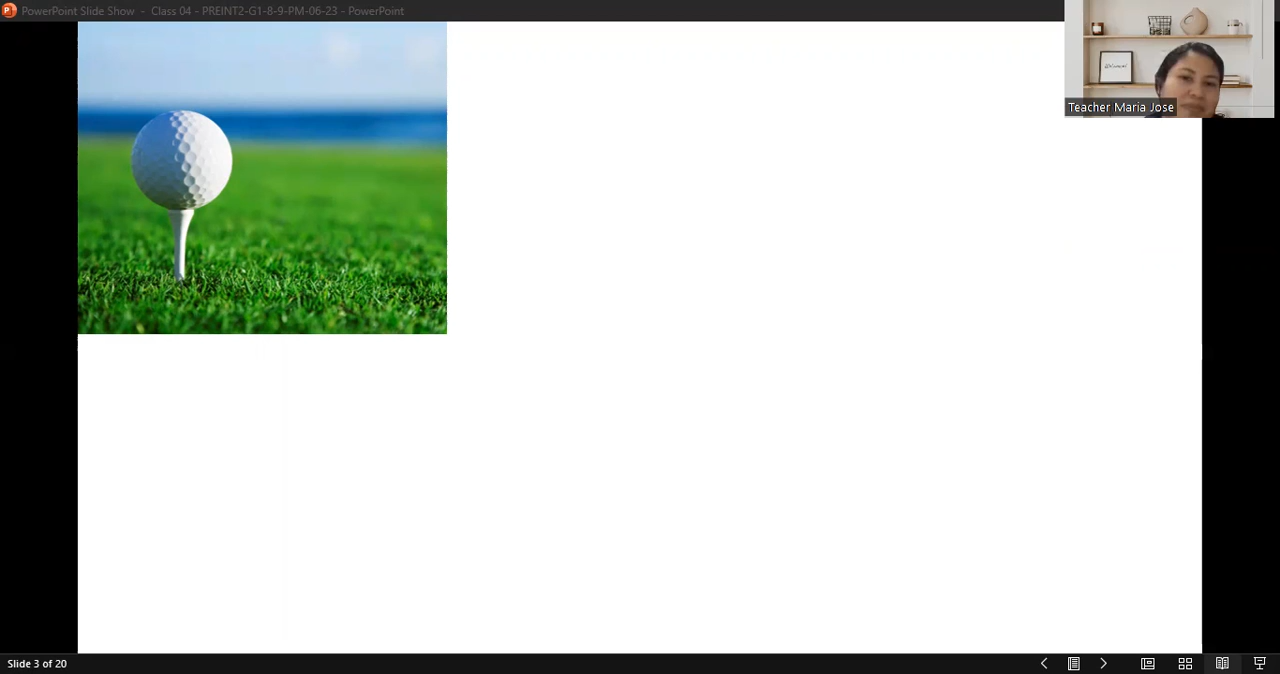 PowerPoint Slide Show - Class 04 - PREINT2-G1-8-9-PM-06-23 - PowerPoint
Teacher Maria Jose
Slide 3 of 20